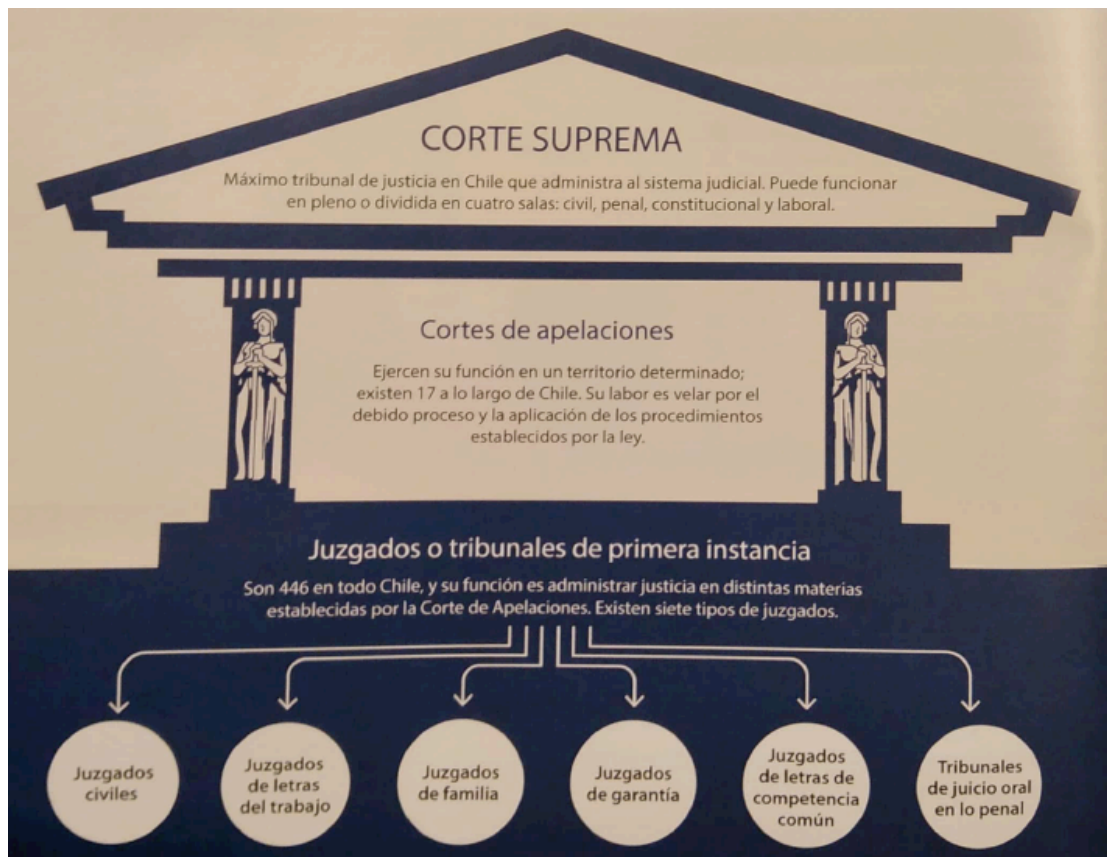 CORTE SUPREMA
Máximo tribunal de justicia en Chile que administra al sistema judicial. Puede funcionar
en pleno o dividida en cuatro salas: civil, penal, constitucional y laboral.
Cortes de apelaciones
Ejercen su función en un territorio determinado;
existen 17 a lo largo de Chile. Su labor es velar por el
debido proceso y la aplicación de los procedimientos
establecidos por la ley.
Juzgados o tribunales de primera instancia
Son 446 en todo Chile, y su función es administrar justicia en distintas materias
establecidas por la Corte de Apelaciones. Existen siete tipos de juzgados.
Juzgados
civiles
Juzgados
de letras
del trabajo
Juzgados
de familia
Juzgados
de garantía
Juzgados
de letras de
competencia
común
Tribunales
de juicio oral
en lo penal